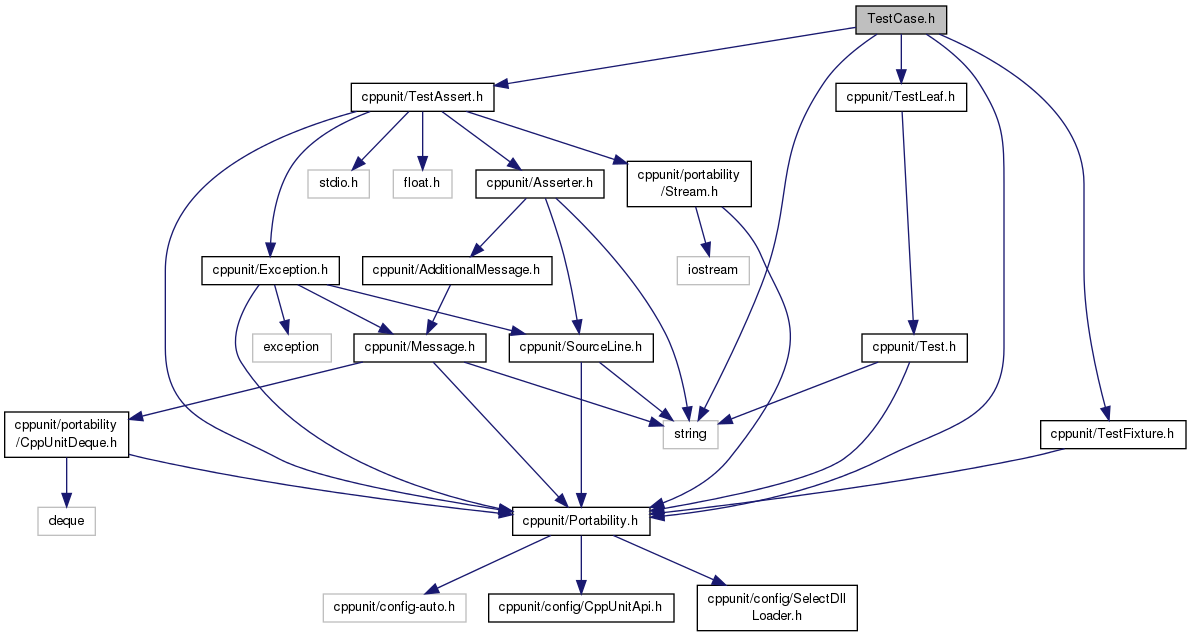 TestCase.h
cppunit/TestAssert.h
cppunit/TestLeaf.h
stdio.h
float.h
cppunit/Asserter.h
cppunit/portability
/Stream.h
cppunit/Exception.h
cppunit/AdditionalMessage.h
iostream
exception
cppunit/Message.h
cppunit/SourceLine.h
cppunit/Test.h
cppunit/portability
/CppUnitDeque.h
string
cppunit/TestFixture.h
deque
cppunit/Portability.h
cppunit/config-auto.h
cppunit/config/CppUnitApi.h
cppunit/config/SelectDll
Loader.h